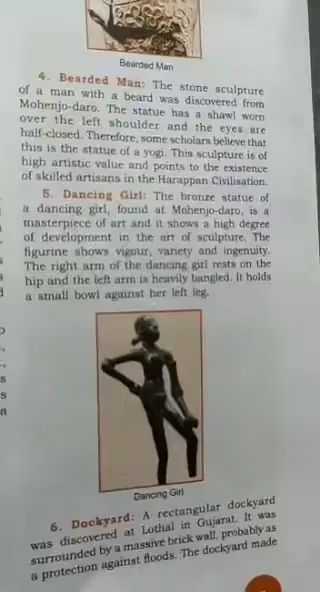 Bearded Man
4. Bearded Man: The stone sculpture
of a man with a beard was discovered from
Mohenjo-daro. The statue has a shawl worn
over the left shoulder and the eyes are
half-closed. Therefore, some scholars believe that
this is the statue of a yogi. This sculpture is of
high artistic value and points to the existence
of skilled artisans in the Harappan Civilisation.
5. Dancing Girl: The bronze statue of
a dancing girl, found at Mohenjo-daro, is a
masterpiece of art and it shows a high degree
of development in the art of sculpture. The
figurine shows vigour, variety and ingenuity.
The right arm of the dancing girl rests on the
hip and the left arm is heavily bangled. It holds
a small bowl against her left leg.
Dancing Girl
6. Dockyard: A rectangular dockyard
was discovered at Lothal in Gujarat. It was
surrounded by a massive brick wall, probably as
a protection against floods. The dockyard made